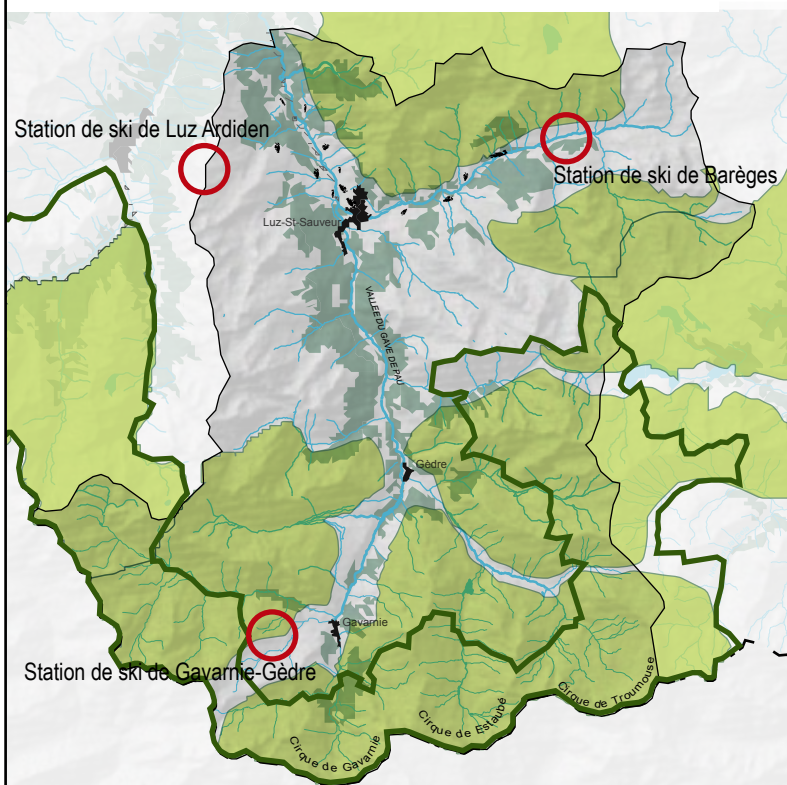 Station de ski de Luz Ardiden
Station de ski de Barèges
Luz-St-Sauveur
VALLEE DU GAVE DE PAU
Gèdre
Gavarnie
Station de ski de Gavarnie-Gèdre
Cirque de Troumouse
Cirque de Estaubé
Cirque de Gavarnie